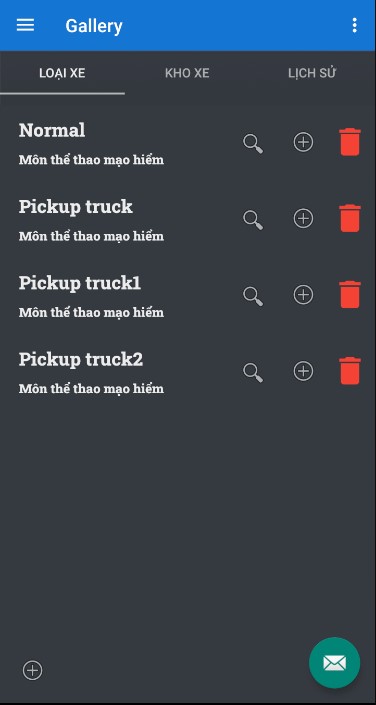 Gallery
LOẠI XE
KHO XE
LỊCH SỬ
Normal
Môn thể thao mạo hiểm
Pickup truck
Môn thể thao mạo hiểm
Pickup truck1
Môn thể thao mạo hiểm
Pickup truck2
Môn thể thao mạo hiểm